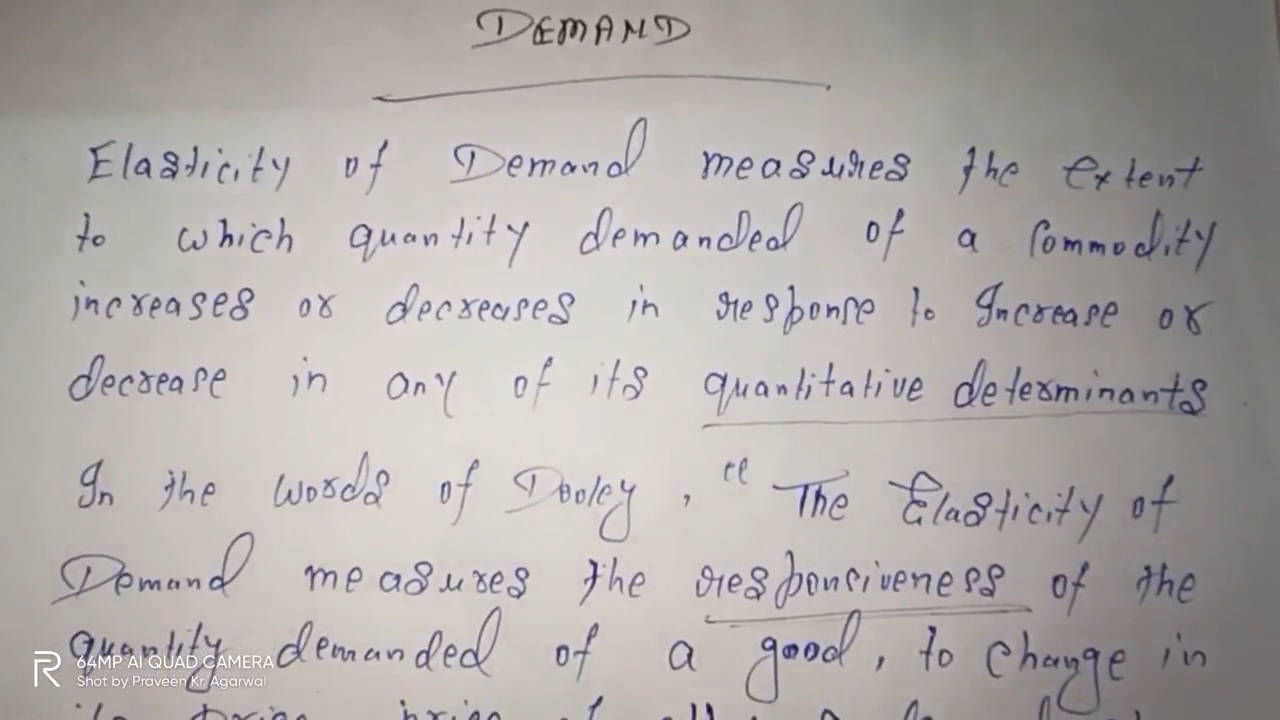 DEMAND
Elasticity of Demand measures the Extent
to which quantity demanded of a Commodity
increases or decreases in response to Increase or
decrease in any of its quantitative determinants
In the words of Dooley, "The Elasticity of
Demand measures the responsiveness of the
quantity demanded of a good, to change in
64MP AI QUAD CAMERA
Shot by Praveen Kr. Agarwal